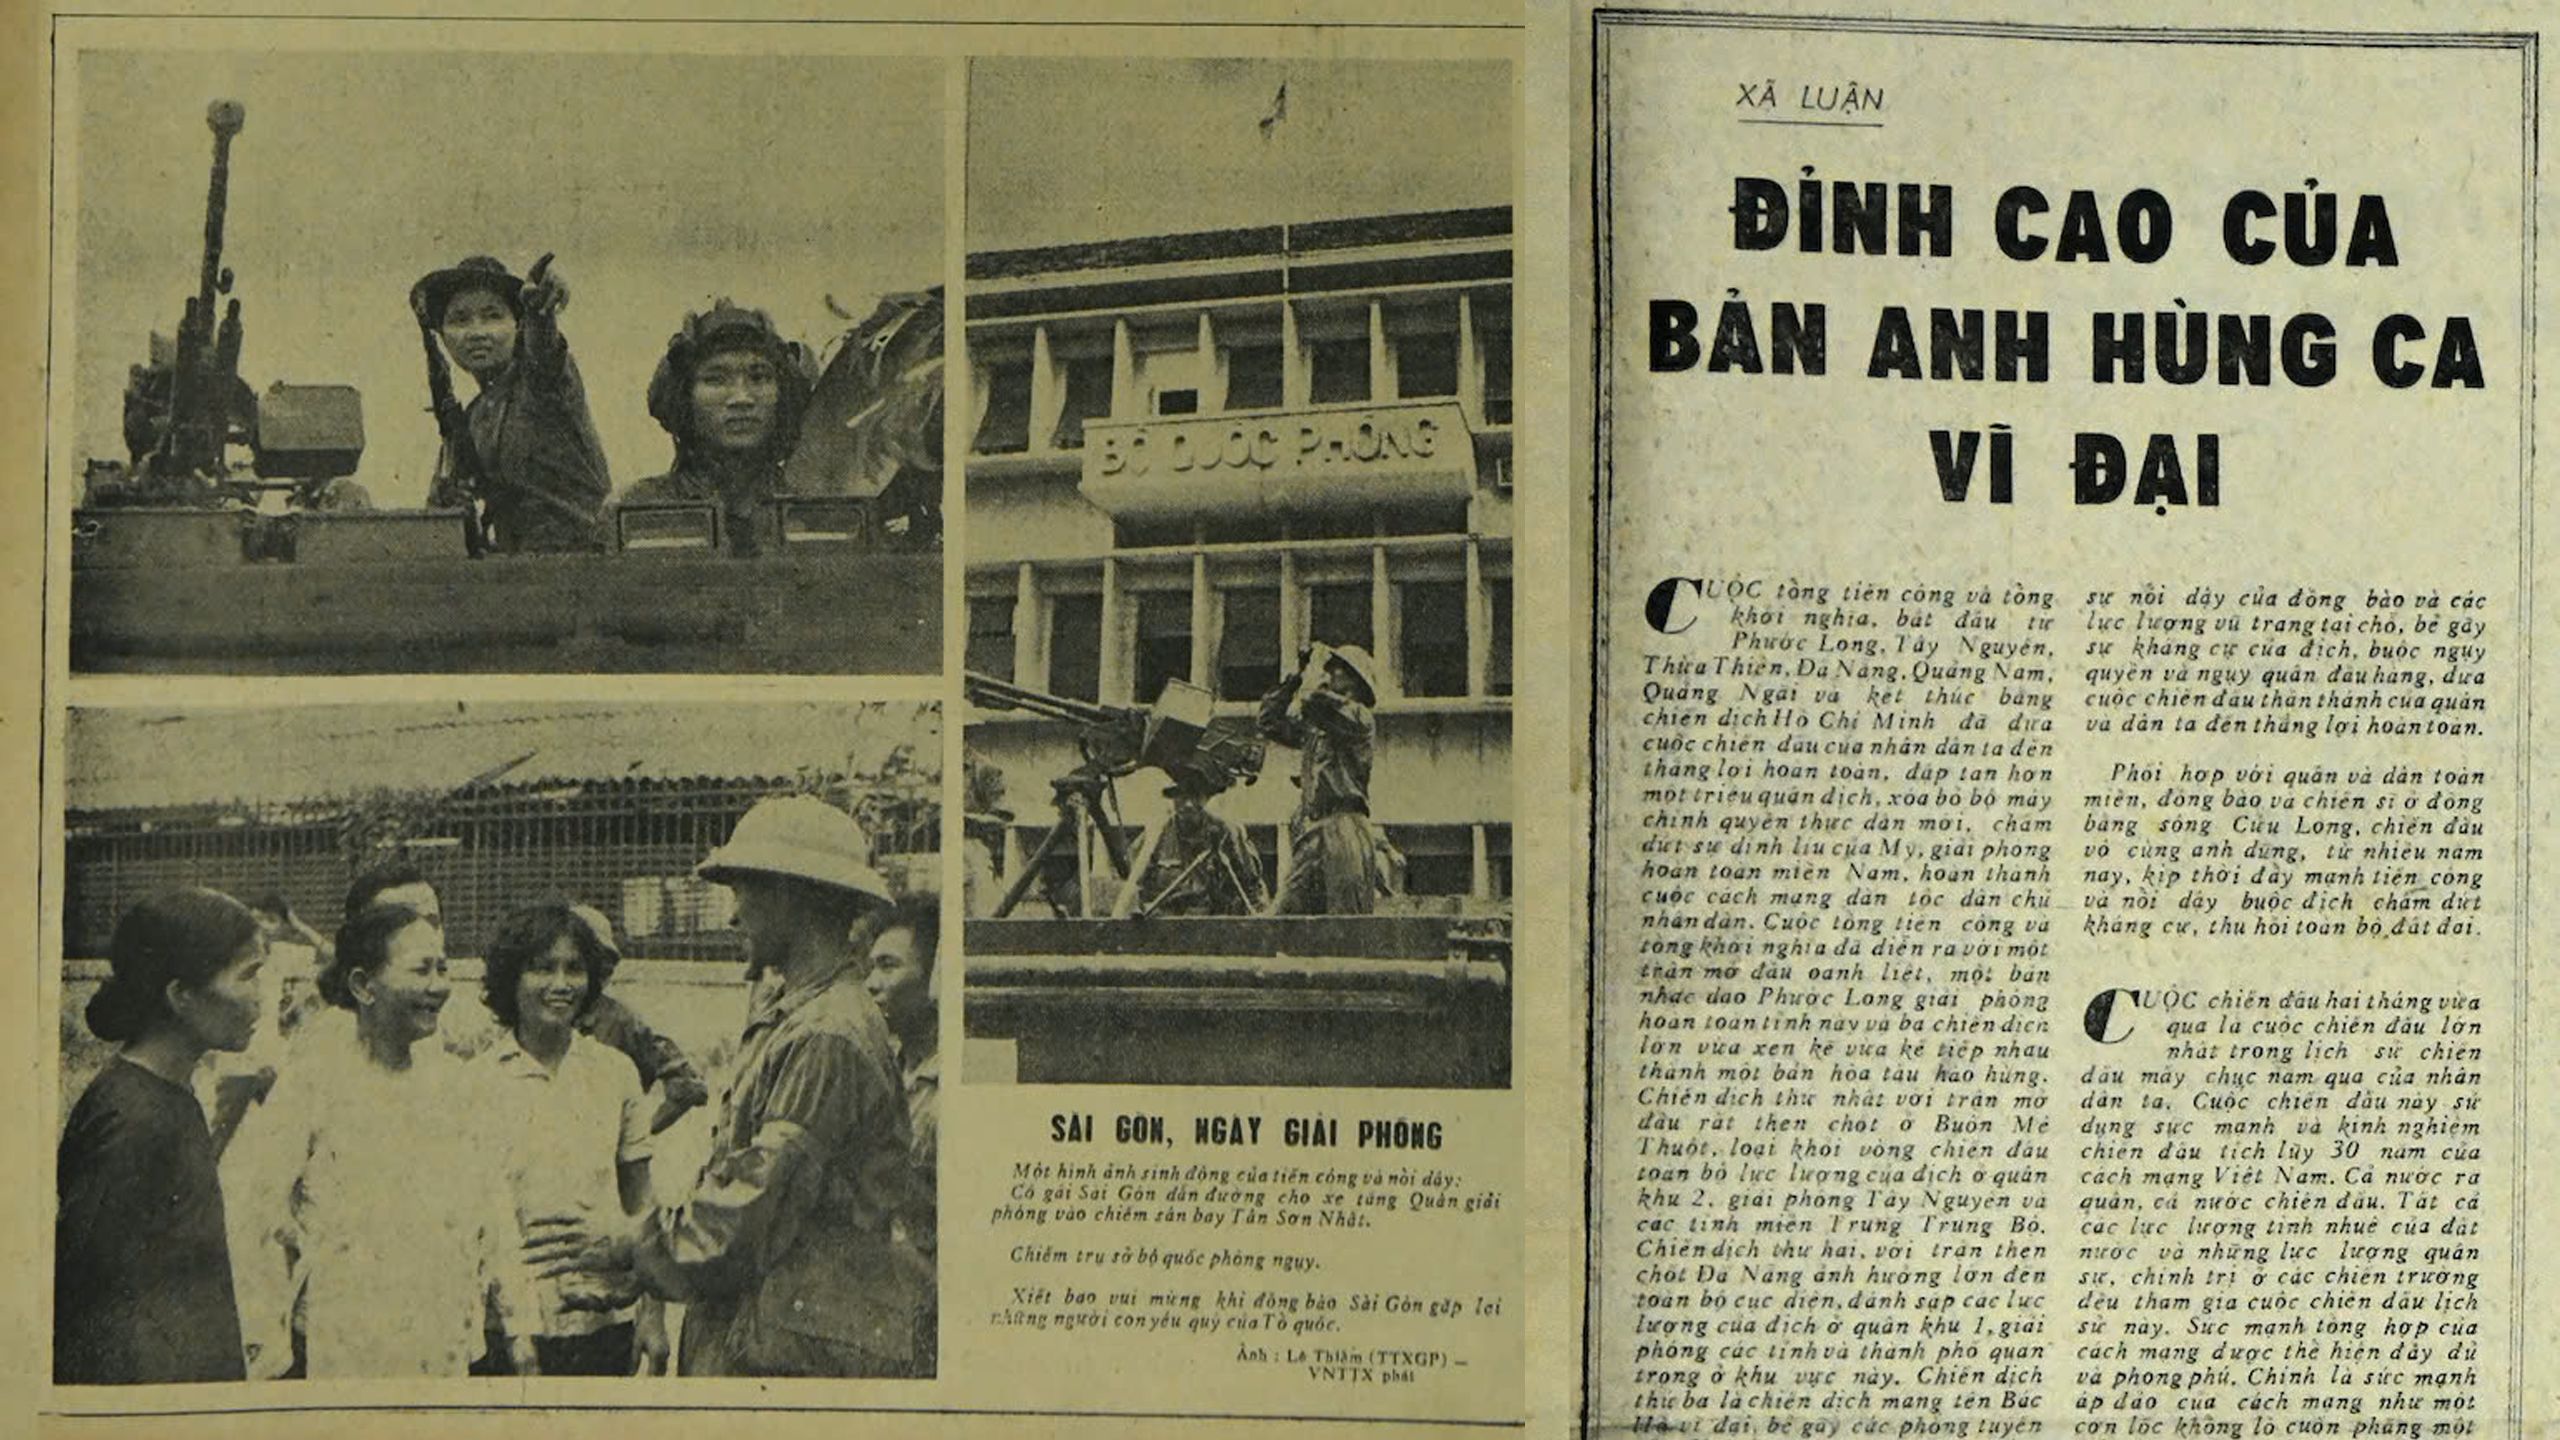 BỘ QUỐC PHÒNG
SÀI GÒN, NGÀY GIẢI PHÓNG
Một hình ảnh sinh động của tiến công và nổi dậy:
Cô gái Sài Gòn dẫn đường cho xe tăng Quân giải
phóng vào chiếm sân bay Tân Sơn Nhất.
Chiếm trụ sở bộ quốc phòng ngụy.
Xiết bao vui mừng khi đồng bào Sài Gòn gặp lại
những người con yêu quý của Tổ quốc.
Ảnh : Lê Thiằm (TTXGP) —
VNTTX phát
XÃ LUẬN
ĐỈNH CAO CỦA
BẢN ANH HÙNG CA
VĨ ĐẠI
CUỘC tổng tiến công và tổng
khởi nghĩa, bắt đầu từ
Phước Long, Tây Nguyên,
Thừa Thiên, Đà Nẵng, Quảng Nam,
Quảng Ngãi và kết thúc bằng
chiến dịch Hồ Chí Minh đã đưa
cuộc chiến đấu của nhân dân ta đến
thắng lợi hoàn toàn, đập tan hơn
một triệu quân địch, xóa bỏ bộ máy
chính quyền thực dân mới, chấm
dứt sự dính líu của Mỹ, giải phóng
hoàn toàn miền Nam, hoàn thành
cuộc cách mạng dân tộc dân chủ
nhân dân. Cuộc tổng tiến công và
tổng khởi nghĩa đã diễn ra với một
trận mở đầu oanh liệt, một bản
nhạc dạo Phước Long giải phóng
hoàn toàn tỉnh này và ba chiến dịch
lớn vừa xen kẽ vừa kế tiếp nhau
thành một bản hòa tấu hào hùng.
Chiến dịch thứ nhất với trận mở
đầu rất then chốt ở Buôn Mê
Thuột, loại khỏi vòng chiến đấu
toàn bộ lực lượng của địch ở quân
khu 2, giải phóng Tây Nguyên và
các tỉnh miền Trung Trung Bộ.
Chiến dịch thứ hai, với trận then
chốt Đà Nẵng ảnh hưởng lớn đến
toàn bộ cục diện, đánh sập các lực
lượng của địch ở quân khu 1, giải
phóng các tỉnh và thành phố quan
trọng ở khu vực này. Chiến dịch
thứ ba là chiến dịch mang tên Bác
Hồ vĩ đại, bẻ gãy các phòng tuyến
sự nổi dậy của đồng bào và các
lực lượng vũ trang tại chỗ, bẻ gãy
sự kháng cự của địch, buộc ngụy
quyền và ngụy quân đầu hàng, đưa
cuộc chiến đấu thần thánh của quân
và dân ta đến thắng lợi hoàn toàn.
Phối hợp với quân và dân toàn
miền, đồng bào và chiến sĩ ở đồng
bằng sông Cửu Long, chiến đấu
vô cùng anh dũng, từ nhiều năm
nay, kịp thời đẩy mạnh tiến công
và nổi dậy buộc địch chấm dứt
kháng cự, thu hồi toàn bộ đất đai.
CUỘC chiến đấu hai tháng vừa
qua là cuộc chiến đấu lớn
nhất trong lịch sử chiến
đấu mấy chục năm qua của nhân
dân ta. Cuộc chiến đấu này sử
dụng sức mạnh và kinh nghiệm
chiến đấu tích lũy 30 năm của
cách mạng Việt Nam. Cả nước ra
quân, cả nước chiến đấu. Tất cả
các lực lượng tinh nhuệ của đất
nước và những lực lượng quân
sự, chính trị ở các chiến trường
đều tham gia cuộc chiến đấu lịch
sử này. Sức mạnh tổng hợp của
cách mạng được thể hiện đầy đủ
và phong phú. Chính là sức mạnh
áp đảo của cách mạng như một
cơn lốc khổng lồ cuốn phăng một